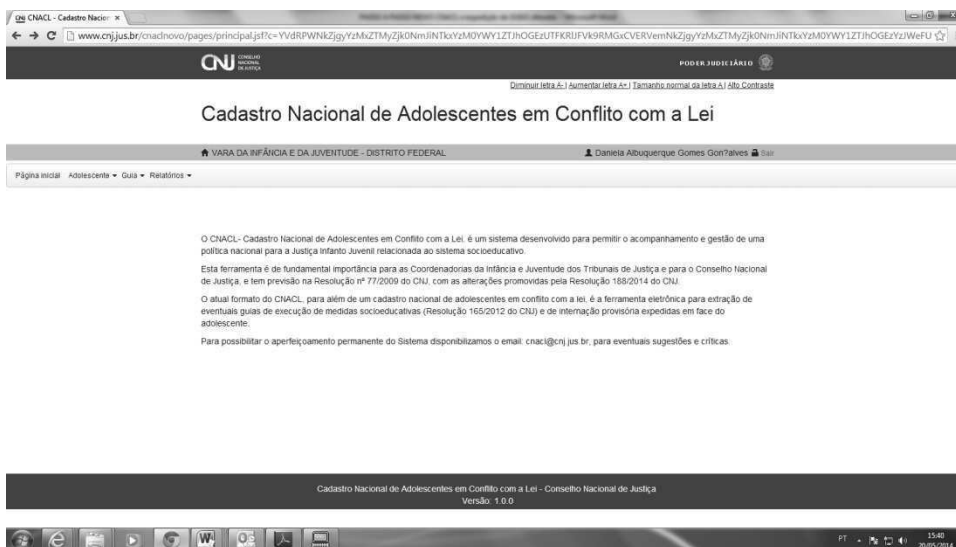 CNJ CNACL - Cadastro Nacior ×
www.cnj.jus.br/cnaclnovo/pages/principal.jsf?
CNJ CONSELHO NACIONAL DE JUSTIÇA
PODER JUDICIÁRIO
Diminuir letra A- | Aumentar letra A+ | Tamanho normal da letra A | Alto Contraste
Cadastro Nacional de Adolescentes em Conflito com a Lei
VARA DA INFÂNCIA E DA JUVENTUDE - DISTRITO FEDERAL
Daniela Albuquerque Gomes Gon?alves Sair
Página inicial Adolescente Guia Relatórios
O CNACL- Cadastro Nacional de Adolescentes em Conflito com a Lei, é um sistema desenvolvido para permitir o acompanhamento e gestão de uma
política nacional para a Justiça Infanto Juvenil relacionada ao sistema socioeducativo.
Esta ferramenta é de fundamental importância para as Coordenadorias da Infância e Juventude dos Tribunais de Justiça e para o Conselho Nacional
de Justiça, e tem previsão na Resolução nº 77/2009 do CNJ, com as alterações promovidas pela Resolução 188/2014 do CNJ.
O atual formato do CNACL, para além de um cadastro nacional de adolescentes em conflito com a lei, é a ferramenta eletrônica para extração de
eventuais guias de execução de medidas socioeducativas (Resolução 165/2012 do CNJ) e de internação provisória expedidas em face do
adolescente.
Para possibilitar o aperfeiçoamento permanente do Sistema disponibilizamos o email: cnacl@cnj.jus.br, para eventuais sugestões e críticas.
Cadastro Nacional de Adolescentes em Conflito com a Lei - Conselho Nacional de Justiça
Versão: 1.0.0
PT 15:40
20/05/2014